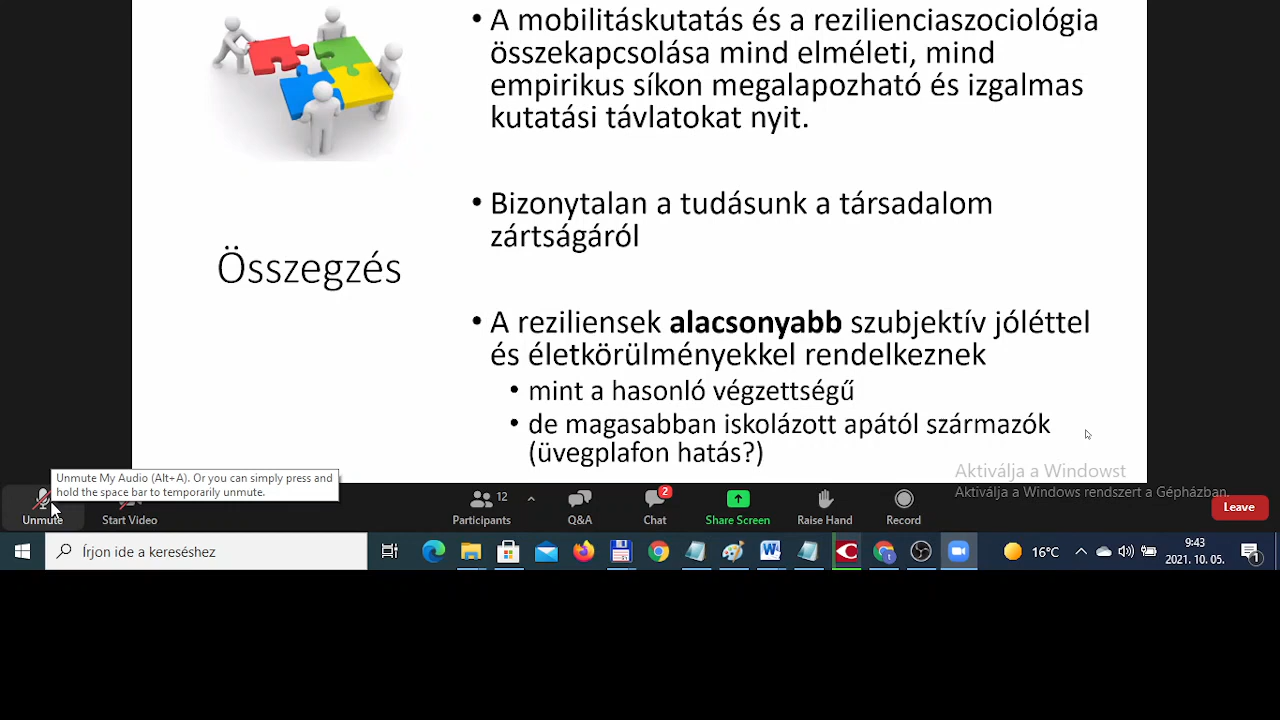 • A mobilitáskutatás és a rezilienciaszociológia
összekapcsolása mind elméleti, mind
empirikus síkon megalapozható és izgalmas
kutatási távlatokat nyit.
• Bizonytalan a tudásunk a társadalom
zártságáról
Összegzés
• A reziliensek alacsonyabb szubjektív jóléttel
és életkörülményekkel rendelkeznek
• mint a hasonló végzettségű
• de magasabban iskolázott apától származók
(üvegplafon hatás?)
Aktiválja a Windowst
Aktiválja a Windows rendszert a Gépházban.
Unmute My Audio (Alt+A). Or you can simply press and
hold the space bar to temporarily unmute.
Unmute
Start Video
12
Participants
Q&A
2
Chat
Share Screen
Raise Hand
Record
Leave
Írjon ide a kereséshez
16°C
9:43
2021. 10. 05.
1